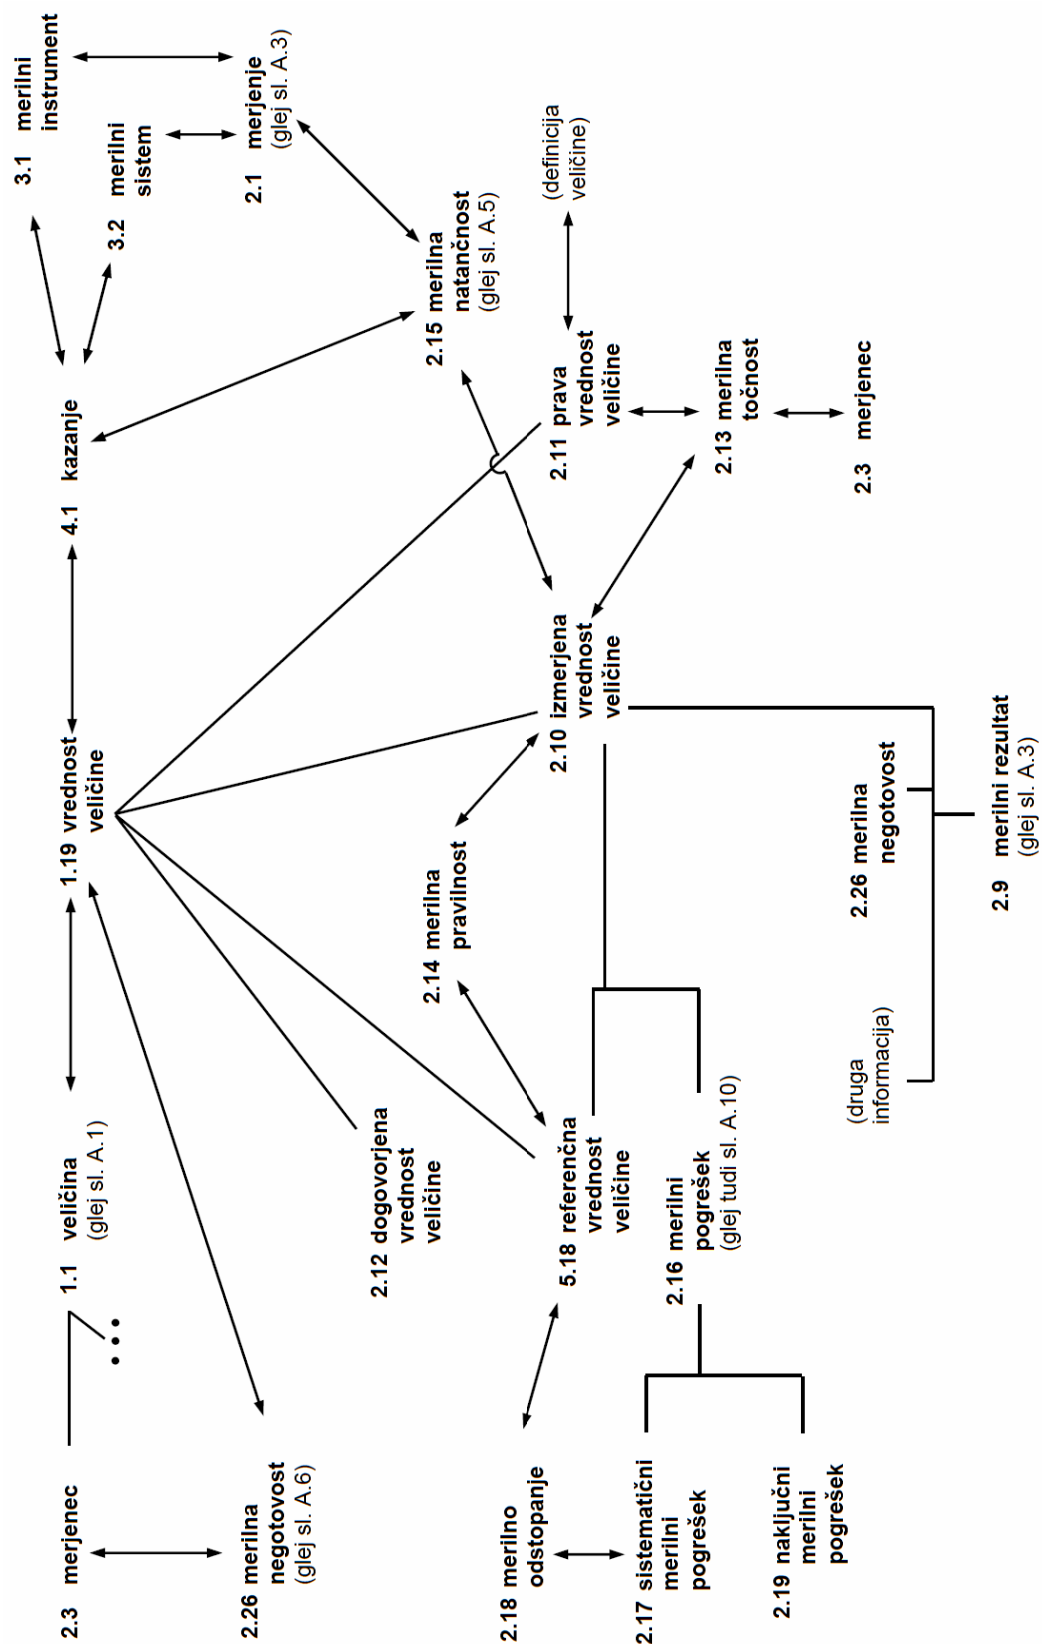 2.3 merjenec
1.1 veličina
(glej sl. A.1)
1.19 vrednost
veličine
4.1 kazanje
3.1 merilni
instrument
3.2 merilni
sistem
2.26 merilna
negotovost
(glej sl. A.6)
2.1 merjenje
(glej sl. A.3)
2.12 dogovorjena
vrednost
veličine
2.14 merilna
pravilnost
2.15 merilna
natančnost
(glej sl. A.5)
2.18 merilno
odstopanje
5.18 referenčna
vrednost
veličine
2.10 izmerjena
vrednost
veličine
2.11 prava
vrednost
veličine
(definicija
veličine)
2.17 sistematični
merilni
pogrešek
2.16 merilni
pogrešek
(glej tudi sl. A.10)
2.13 merilna
točnost
2.19 naključni
merilni
pogrešek
(druga
informacija)
2.26 merilna
negotovost
2.3 merjenec
2.9 merilni rezultat
(glej sl. A.3)